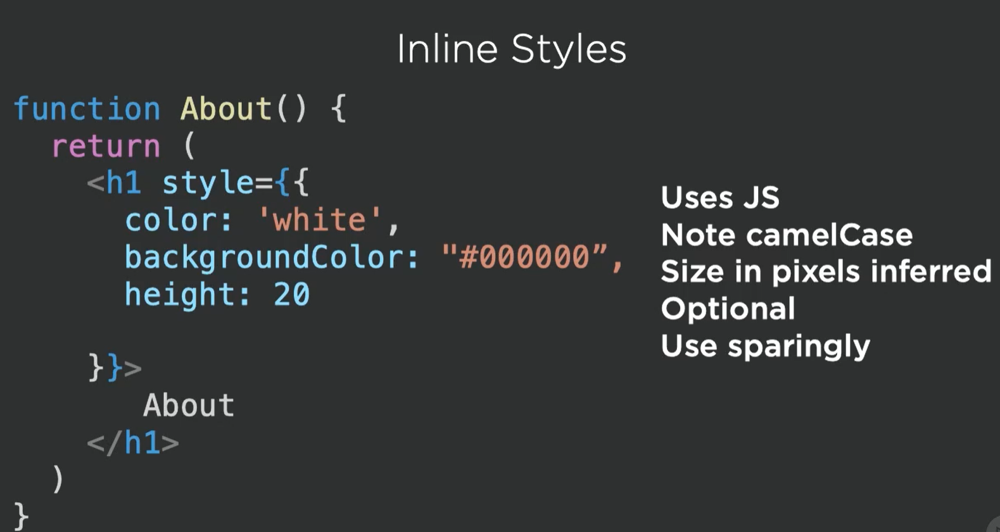 Inline Styles
function About() {
return (
<h1 style={{
color: 'white',
backgroundColor: "#000000”,
height: 20
}}>
About
</h1>
)
}
Uses JS
Note camelCase
Size in pixels inferred
Optional
Use sparingly